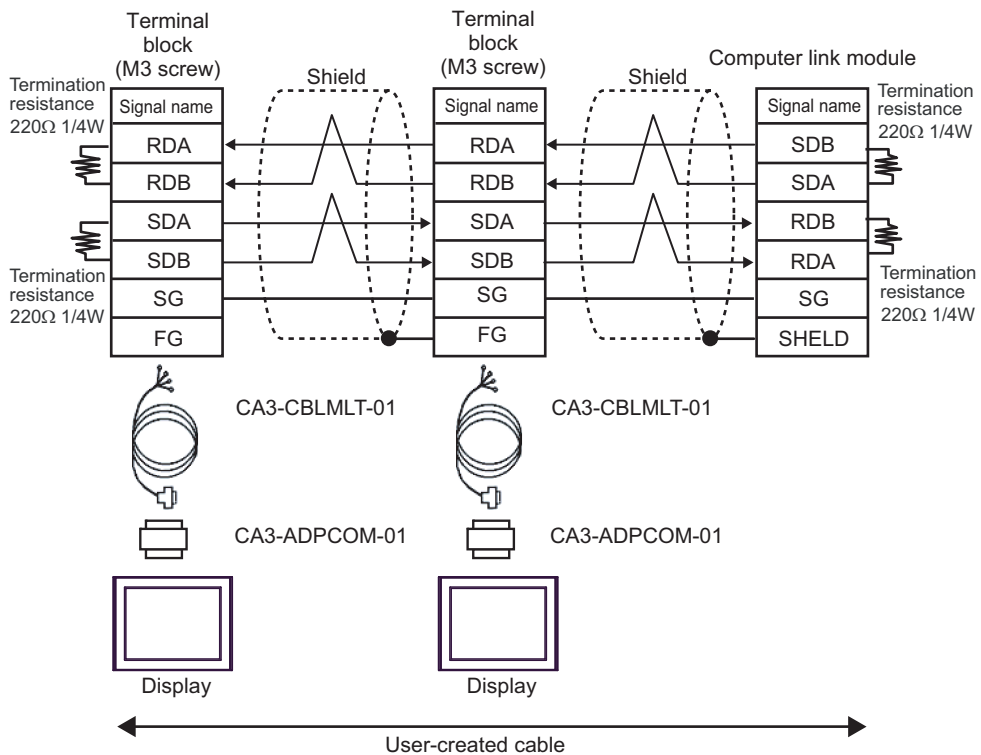 Terminal
block
(M3 screw)
Terminal
block
(M3 screw)
Computer link module
Shield
Shield
Termination
resistance
220Ω 1/4W
Termination
resistance
220Ω 1/4W
Signal name
RDA
RDB
SDA
SDB
SG
FG
Signal name
RDA
RDB
SDA
SDB
SG
FG
Signal name
SDB
SDA
RDB
RDA
SG
SHELD
Termination
resistance
220Ω 1/4W
Termination
resistance
220Ω 1/4W
CA3-CBLMLT-01
CA3-CBLMLT-01
CA3-ADPCOM-01
CA3-ADPCOM-01
Display
Display
User-created cable